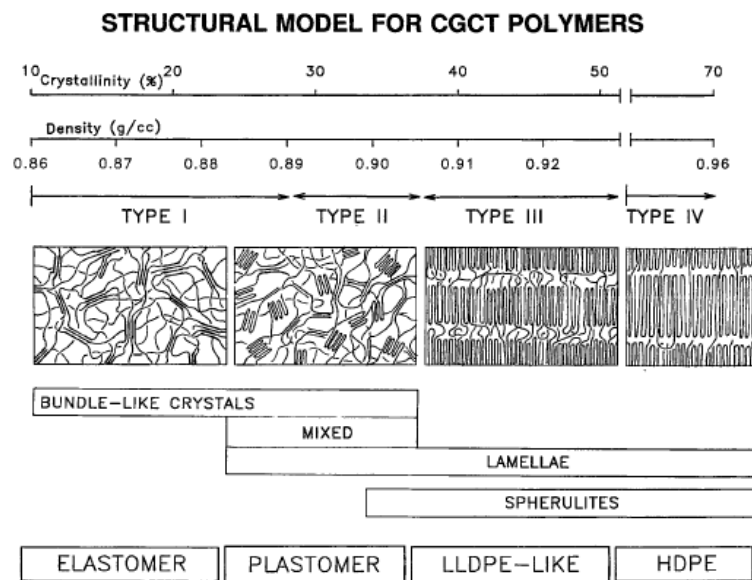 STRUCTURAL MODEL FOR CGCT POLYMERS
10 20 30 40 50 70
Crystallinity (%)
Density (g/cc)
0.86 0.87 0.88 0.89 0.90 0.91 0.92 0.96
TYPE I TYPE II TYPE III TYPE IV
BUNDLE-LIKE CRYSTALS
MIXED
LAMELLAE
SPHERULITES
ELASTOMER PLASTOMER LLDPE-LIKE HDPE